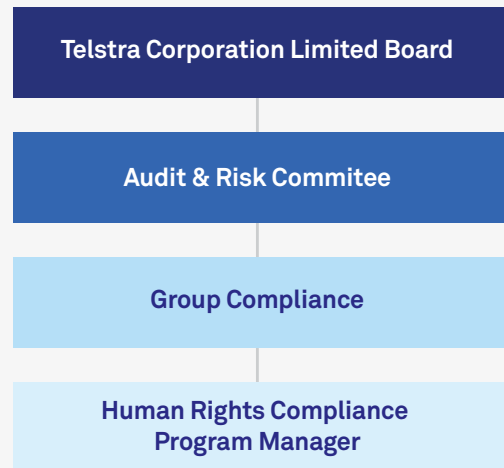 Telstra Corporation Limited Board
Audit & Risk Commitee
Group Compliance
Human Rights Compliance
Program Manager